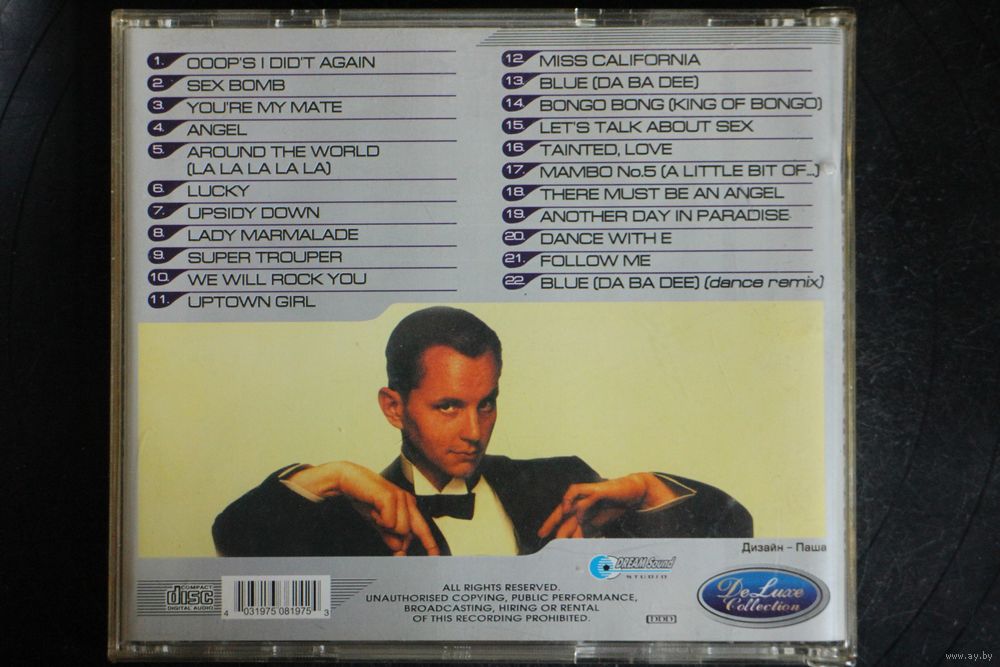 1. OOOP'S I DID'T AGAIN
2. SEX BOMB
3. YOU'RE MY MATE
4. ANGEL
5. AROUND THE WORLD
(LA LA LA LA LA)
6. LUCKY
7. UPSIDY DOWN
8. LADY MARMALADE
9. SUPER TROUPER
10. WE WILL ROCK YOU
11. UPTOWN GIRL
12. MISS CALIFORNIA
13. BLUE (DA BA DEE)
14. BONGO BONG (KING OF BONGO)
15. LET'S TALK ABOUT SEX
16. TAINTED, LOVE
17. MAMBO No.5 (A LITTLE BIT OF...)
18. THERE MUST BE AN ANGEL
19. ANOTHER DAY IN PARADISE
20. DANCE WITH E
21. FOLLOW ME
22. BLUE (DA BA DEE) (dance remix)
Дизайн - Паша
DREAM Sound
STUDIO
COMPACT
disc
DIGITAL AUDIO
4 031975 081975 3
ALL RIGHTS RESERVED.
UNAUTHORISED COPYING, PUBLIC PERFORMANCE,
BROADCASTING, HIRING OR RENTAL
OF THIS RECORDING PROHIBITED.
DDD
DeLuxe
Collection
www.ay.by